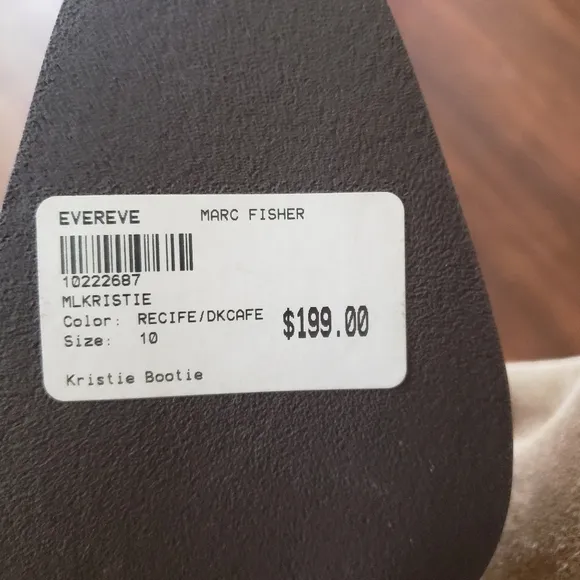 EVEREVE MARC FISHER
10222687
MLKRISTIE
Color: RECIFE/DKCAFE
Size: 10
$199.00
Kristie Bootie